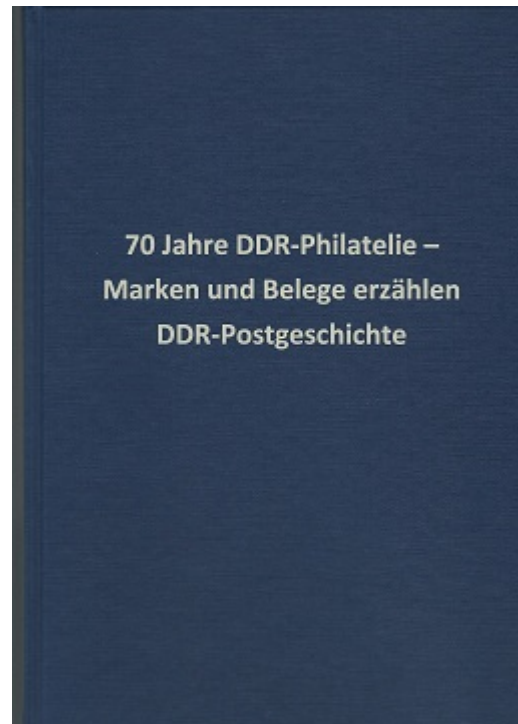 70 Jahre DDR-Philatelie –
Marken und Belege erzählen
DDR-Postgeschichte